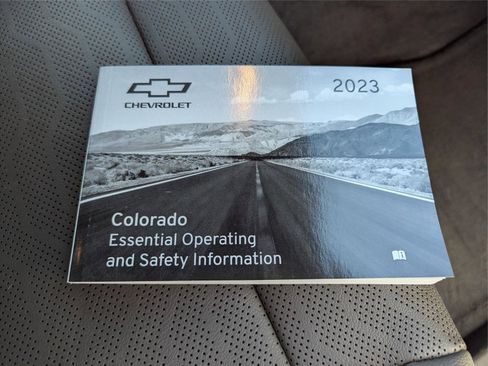 2023
CHEVROLET
Colorado
Essential Operating
and Safety Information